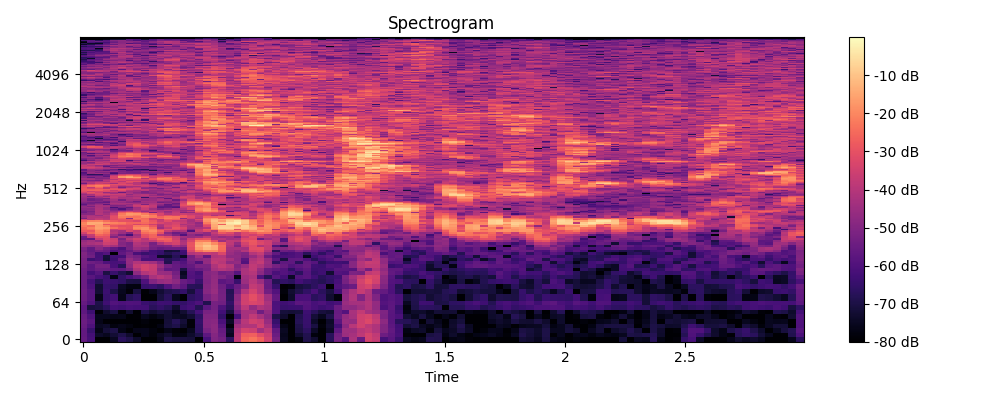 Spectrogram
Hz
4096
2048
1024
512
256
128
64
0
0
0.5
1
1.5
2
2.5
Time
-10 dB
-20 dB
-30 dB
-40 dB
-50 dB
-60 dB
-70 dB
-80 dB